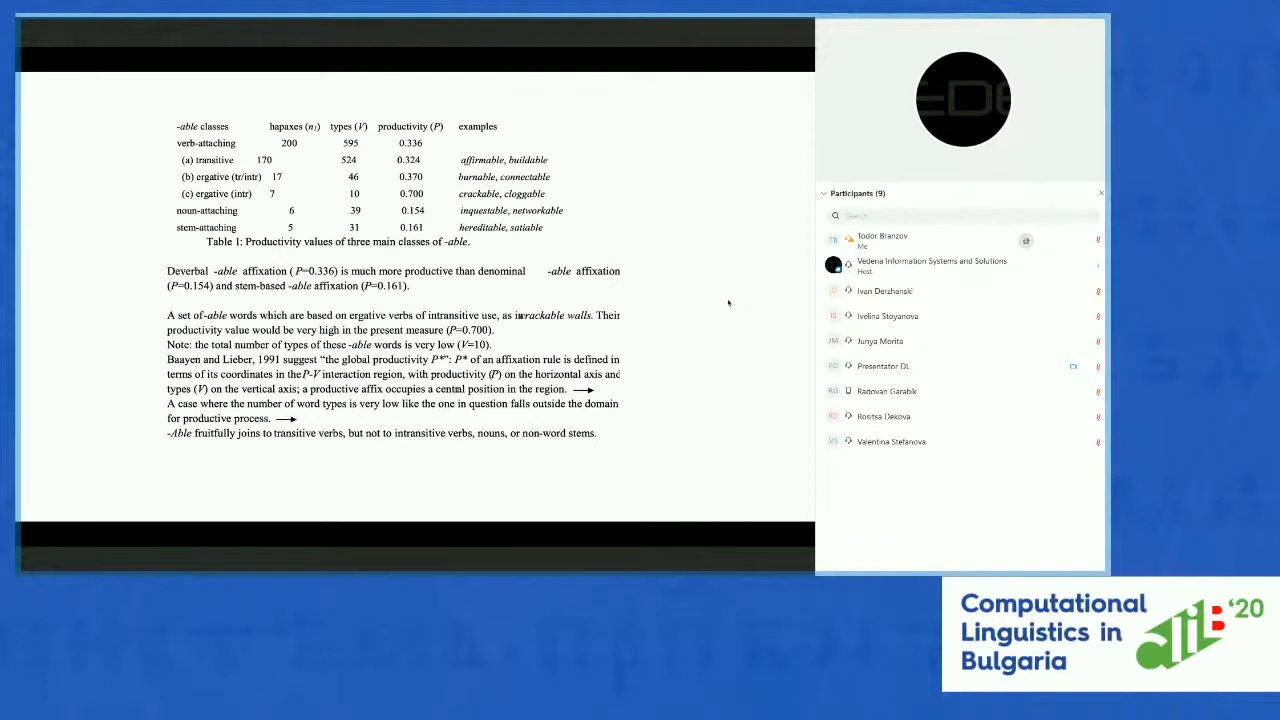 -able classes hapaxes (n1) types (V) productivity (P) examples
verb-attaching 200 595 0.336
(a) transitive 170 524 0.324 affirmable, buildable
(b) ergative (tr/intr) 17 46 0.370 burnable, connectable
(c) ergative (intr) 7 10 0.700 crackable, cloggable
noun-attaching 6 39 0.154 inquestable, networkable
stem-attaching 5 31 0.161 hereditable, satiable
Table 1: Productivity values of three main classes of -able.
Deverbal -able affixation (P=0.336) is much more productive than denominal -able affixation
(P=0.154) and stem-based -able affixation (P=0.161).
A set of -able words which are based on ergative verbs of intransitive use, as in crackable walls. Their
productivity value would be very high in the present measure (P=0.700).
Note: the total number of types of these -able words is very low (V=10).
Baayen and Lieber, 1991 suggest “the global productivity P*”: P* of an affixation rule is defined in
terms of its coordinates in the P-V interaction region, with productivity (P) on the horizontal axis and
types (V) on the vertical axis; a productive affix occupies a central position in the region. →
A case where the number of word types is very low like the one in question falls outside the domain
for productive process. →
-Able fruitfully joins to transitive verbs, but not to intransitive verbs, nouns, or non-word stems.
Participants (9)
Search
TB Todor Branzov
Me
Vedena Information Systems and Solutions
Host
ID Ivan Derzhanski
IS Ivelina Stoyanova
JM Junya Morita
PD Presentator DL
RG Radovan Garabík
RD Rositsa Dekova
VS Valentina Stefanova
Computational
Linguistics in
Bulgaria
‘20